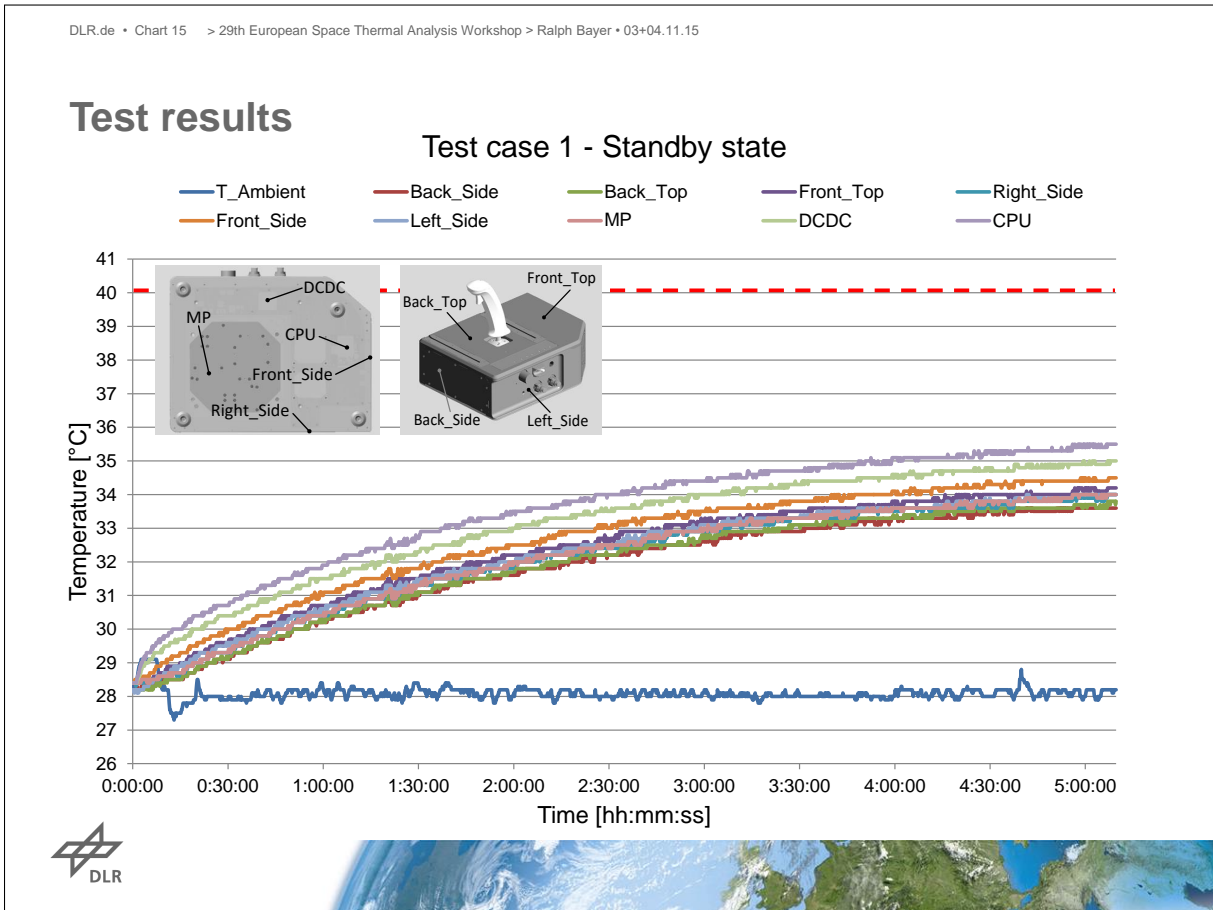 DLR.de • Chart 15 > 29th European Space Thermal Analysis Workshop > Ralph Bayer • 03+04.11.15
Test results
Test case 1 - Standby state
T_Ambient Back_Side Back_Top Front_Top Right_Side
Front_Side Left_Side MP DCDC CPU
41
40
39
38
37
36
35
34
33
32
31
30
29
28
27
26
Temperature [°C]
DCDC
MP
CPU
Front_Side
Right_Side
Front_Top
Back_Top
Back_Side
Left_Side
0:00:00 0:30:00 1:00:00 1:30:00 2:00:00 2:30:00 3:00:00 3:30:00 4:00:00 4:30:00 5:00:00
Time [hh:mm:ss]
DLR